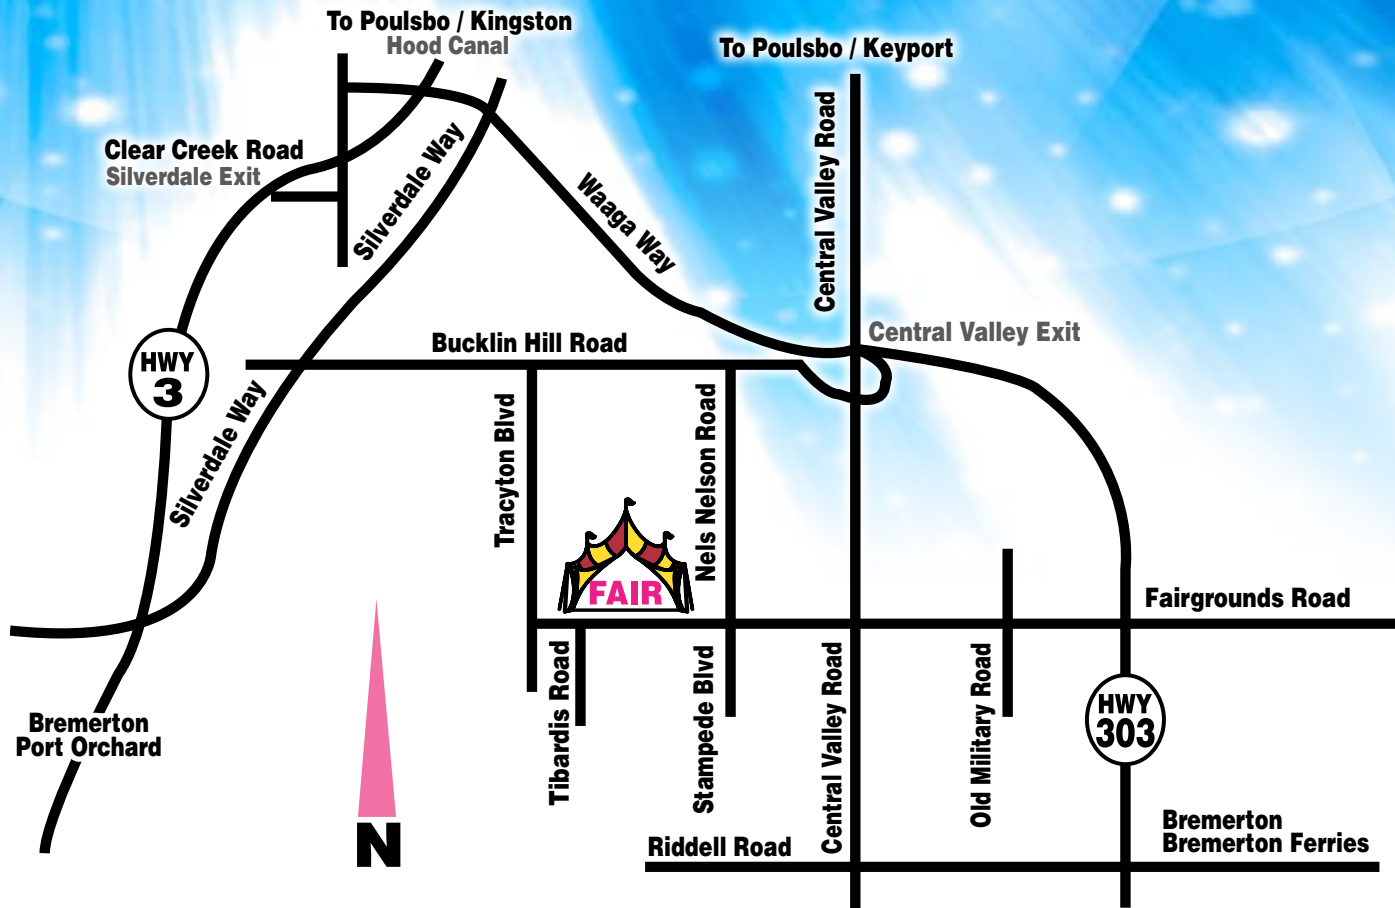 To Poulsbo / Kingston
Hood Canal
To Poulsbo / Keyport
Clear Creek Road
Silverdale Exit
Silverdale Way
Waaga Way
Central Valley Road
Central Valley Exit
Bucklin Hill Road
HWY
3
Silverdale Way
Tracyton Blvd
Nels Nelson Road
FAIR
Fairgrounds Road
Tibardis Road
Stampede Blvd
Central Valley Road
Old Military Road
HWY
303
Bremerton
Port Orchard
N
Riddell Road
Bremerton
Bremerton Ferries